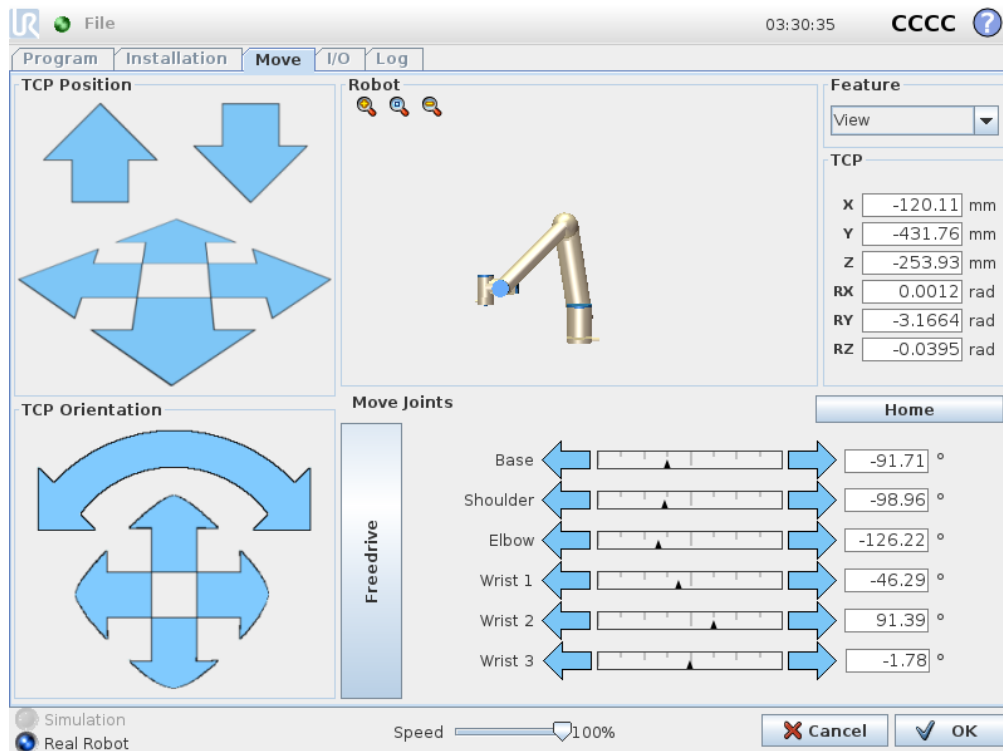 UR File 03:30:35 CCCC ?
Program Installation Move I/O Log
TCP Position
Robot
Feature
View
TCP
X -120.11 mm
Y -431.76 mm
Z -253.93 mm
RX 0.0012 rad
RY -3.1664 rad
RZ -0.0395 rad
TCP Orientation
Move Joints
Home
Freedrive
Base -91.71 °
Shoulder -98.96 °
Elbow -126.22 °
Wrist 1 -46.29 °
Wrist 2 91.39 °
Wrist 3 -1.78 °
Simulation
Real Robot
Speed 100%
Cancel OK